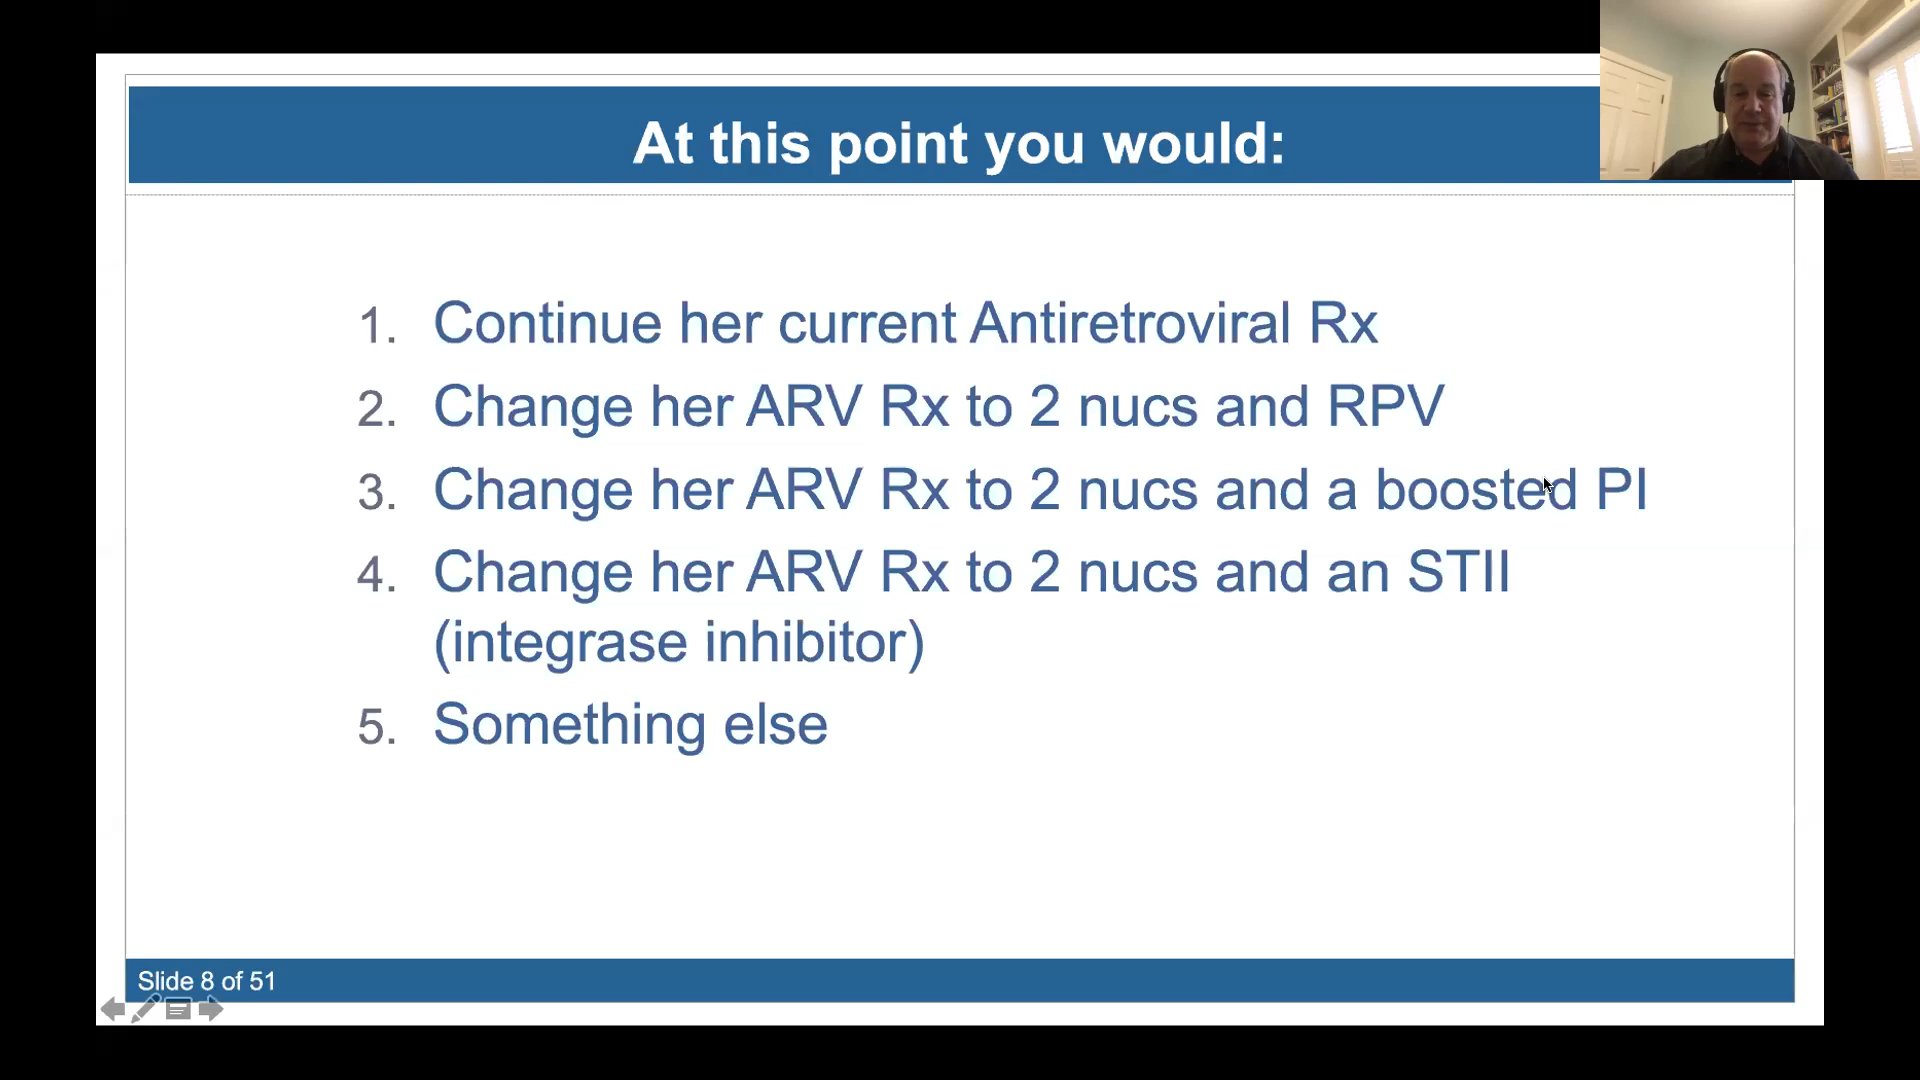 At this point you would:
1. Continue her current Antiretroviral Rx
2. Change her ARV Rx to 2 nucs and RPV
3. Change her ARV Rx to 2 nucs and a boosted PI
4. Change her ARV Rx to 2 nucs and an STII
(integrase inhibitor)
5. Something else
Slide 8 of 51